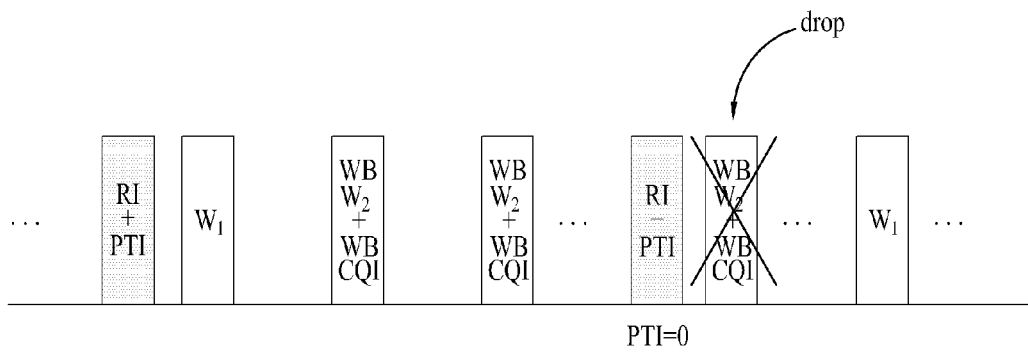 drop
RI
+
PTI
W1
WB
W2
+
WB
CQI
WB
W2
+
WB
CQI
RI
–
PTI
WB
W2
+
WB
CQI
W1
. . .
. . .
. . .
. . .
PTI=0